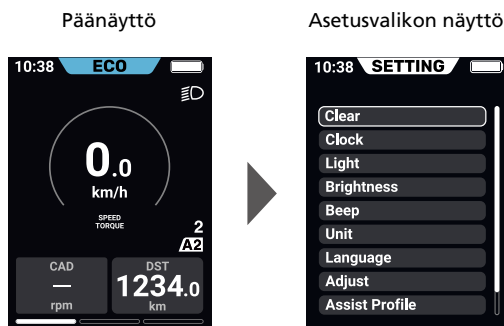 Päänäyttö
10:38 ECO
0.0
km/h
SPEED
TORQUE
2
A2
CAD
—
rpm
DST
1234.0
km
Asetusvalikon näyttö
10:38 SETTING
Clear
Clock
Light
Brightness
Beep
Unit
Language
Adjust
Assist Profile